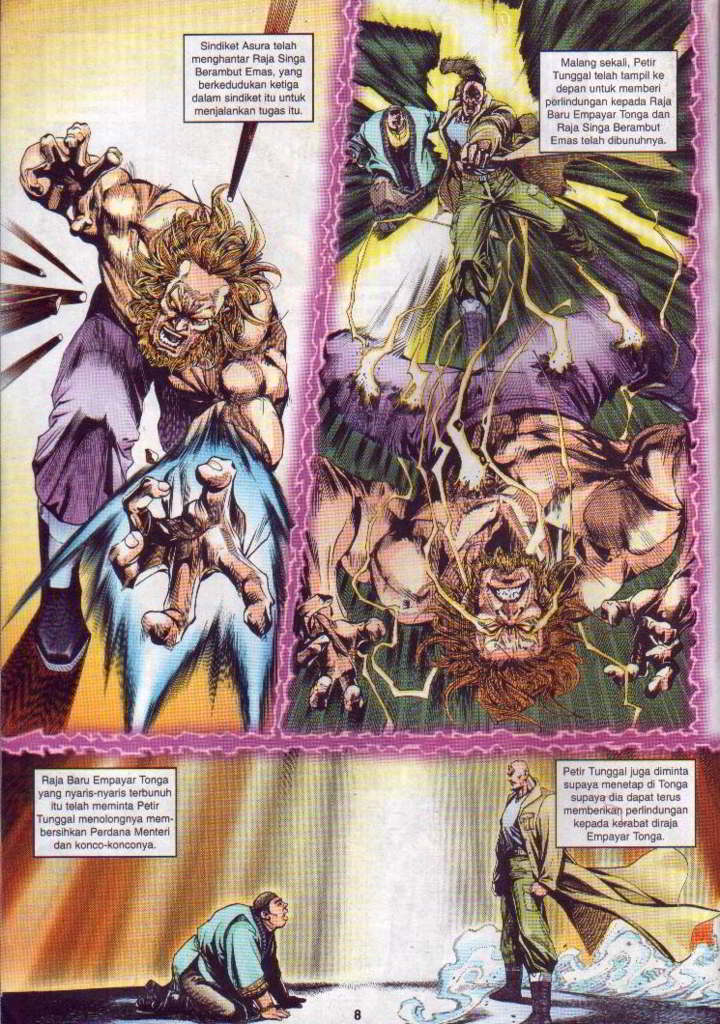 Sindiket Asura telah
menghantar Raja Singa
Berambut Emas, yang
berkedudukan ketiga
dalam sindiket itu untuk
menjalankan tugas itu.
Malang sekali, Petir
Tunggal telah tampil ke
depan untuk memberi
perlindungan kepada Raja
Baru Empayar Tonga dan
Raja Singa Berambut
Emas telah dibunuhnya.
Raja Baru Empayar Tonga
yang nyaris-nyaris terbunuh
itu telah meminta Petir
Tunggal menolongnya mem-
bersihkan Perdana Menteri
dan konco-konconya.
Petir Tunggal juga diminta
supaya menetap di Tonga
supaya dia dapat terus
memberikan perlindungan
kepada kerabat diraja
Empayar Tonga.
8